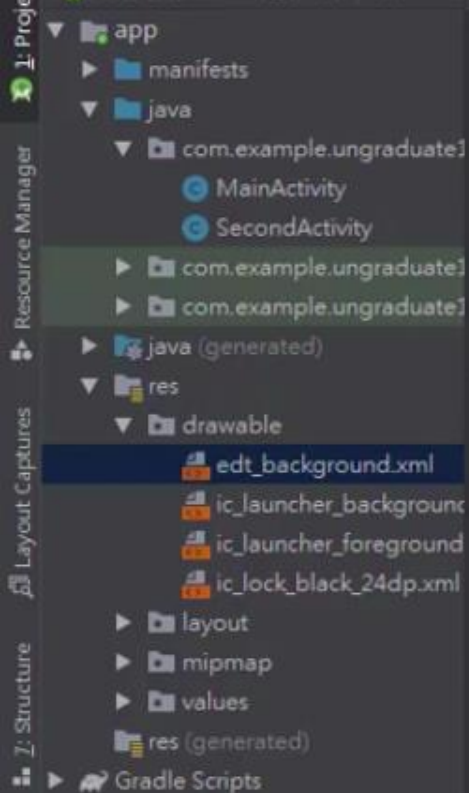 1: Proje
Resource Manager
Layout Captures
7: Structure
app
manifests
java
com.example.ungraduate1
MainActivity
SecondActivity
com.example.ungraduate1
com.example.ungraduate1
java (generated)
res
drawable
edt_background.xml
ic_launcher_background
ic_launcher_foreground
ic_lock_black_24dp.xml
layout
mipmap
values
res (generated)
Gradle Scripts